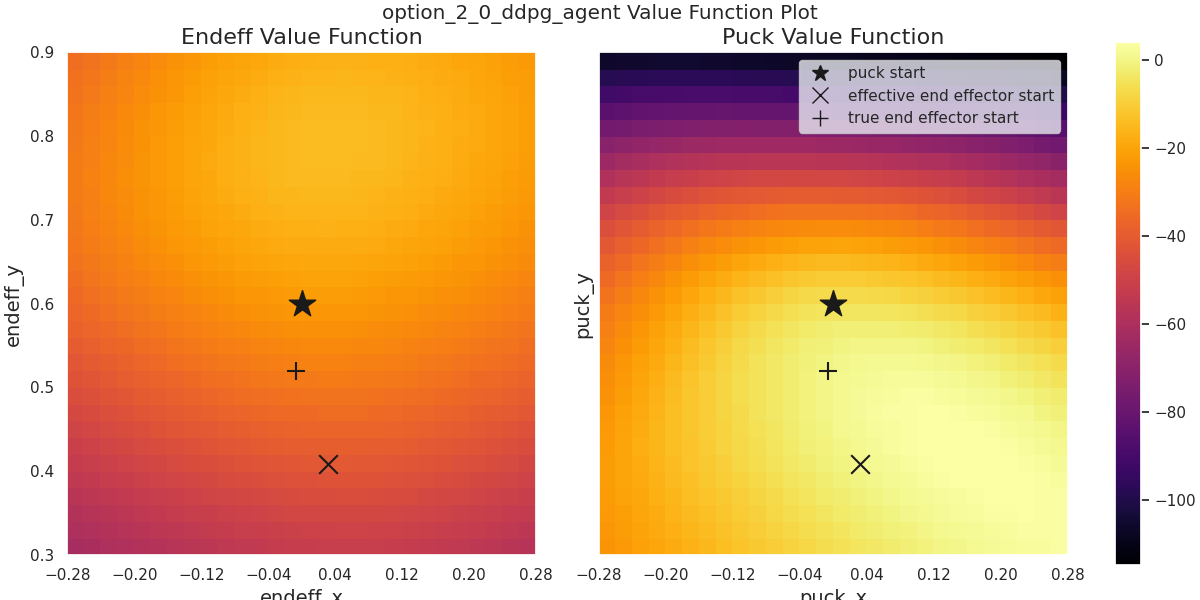 option_2_0_ddpg_agent Value Function Plot
Endeff Value Function
0.9
0.8
0.7
0.6
0.5
0.4
0.3
endeff_y
−0.28 −0.20 −0.12 −0.04 0.04 0.12 0.20 0.28
endeff_x
Puck Value Function
puck start
effective end effector start
true end effector start
puck_y
−0.28 −0.20 −0.12 −0.04 0.04 0.12 0.20 0.28
puck_x
0
−20
−40
−60
−80
−100